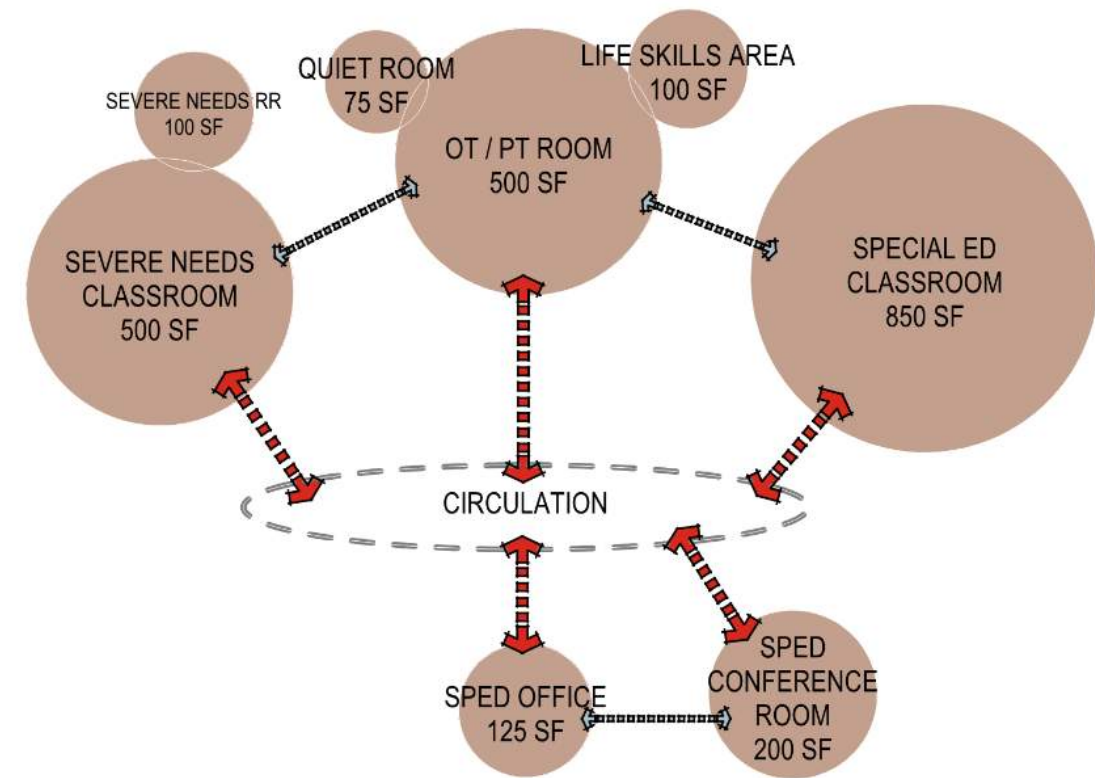 SEVERE NEEDS RR
100 SF
QUIET ROOM
75 SF
LIFE SKILLS AREA
100 SF
OT / PT ROOM
500 SF
SEVERE NEEDS
CLASSROOM
500 SF
SPECIAL ED
CLASSROOM
850 SF
CIRCULATION
SPED OFFICE
125 SF
SPED
CONFERENCE
ROOM
200 SF